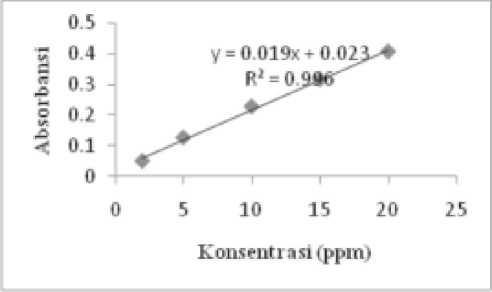 0.5
0.4
0.3
0.2
0.1
0
Absorbansi
y = 0.019x + 0.023
R² = 0.996
0 5 10 15 20 25
Konsentrasi (ppm)